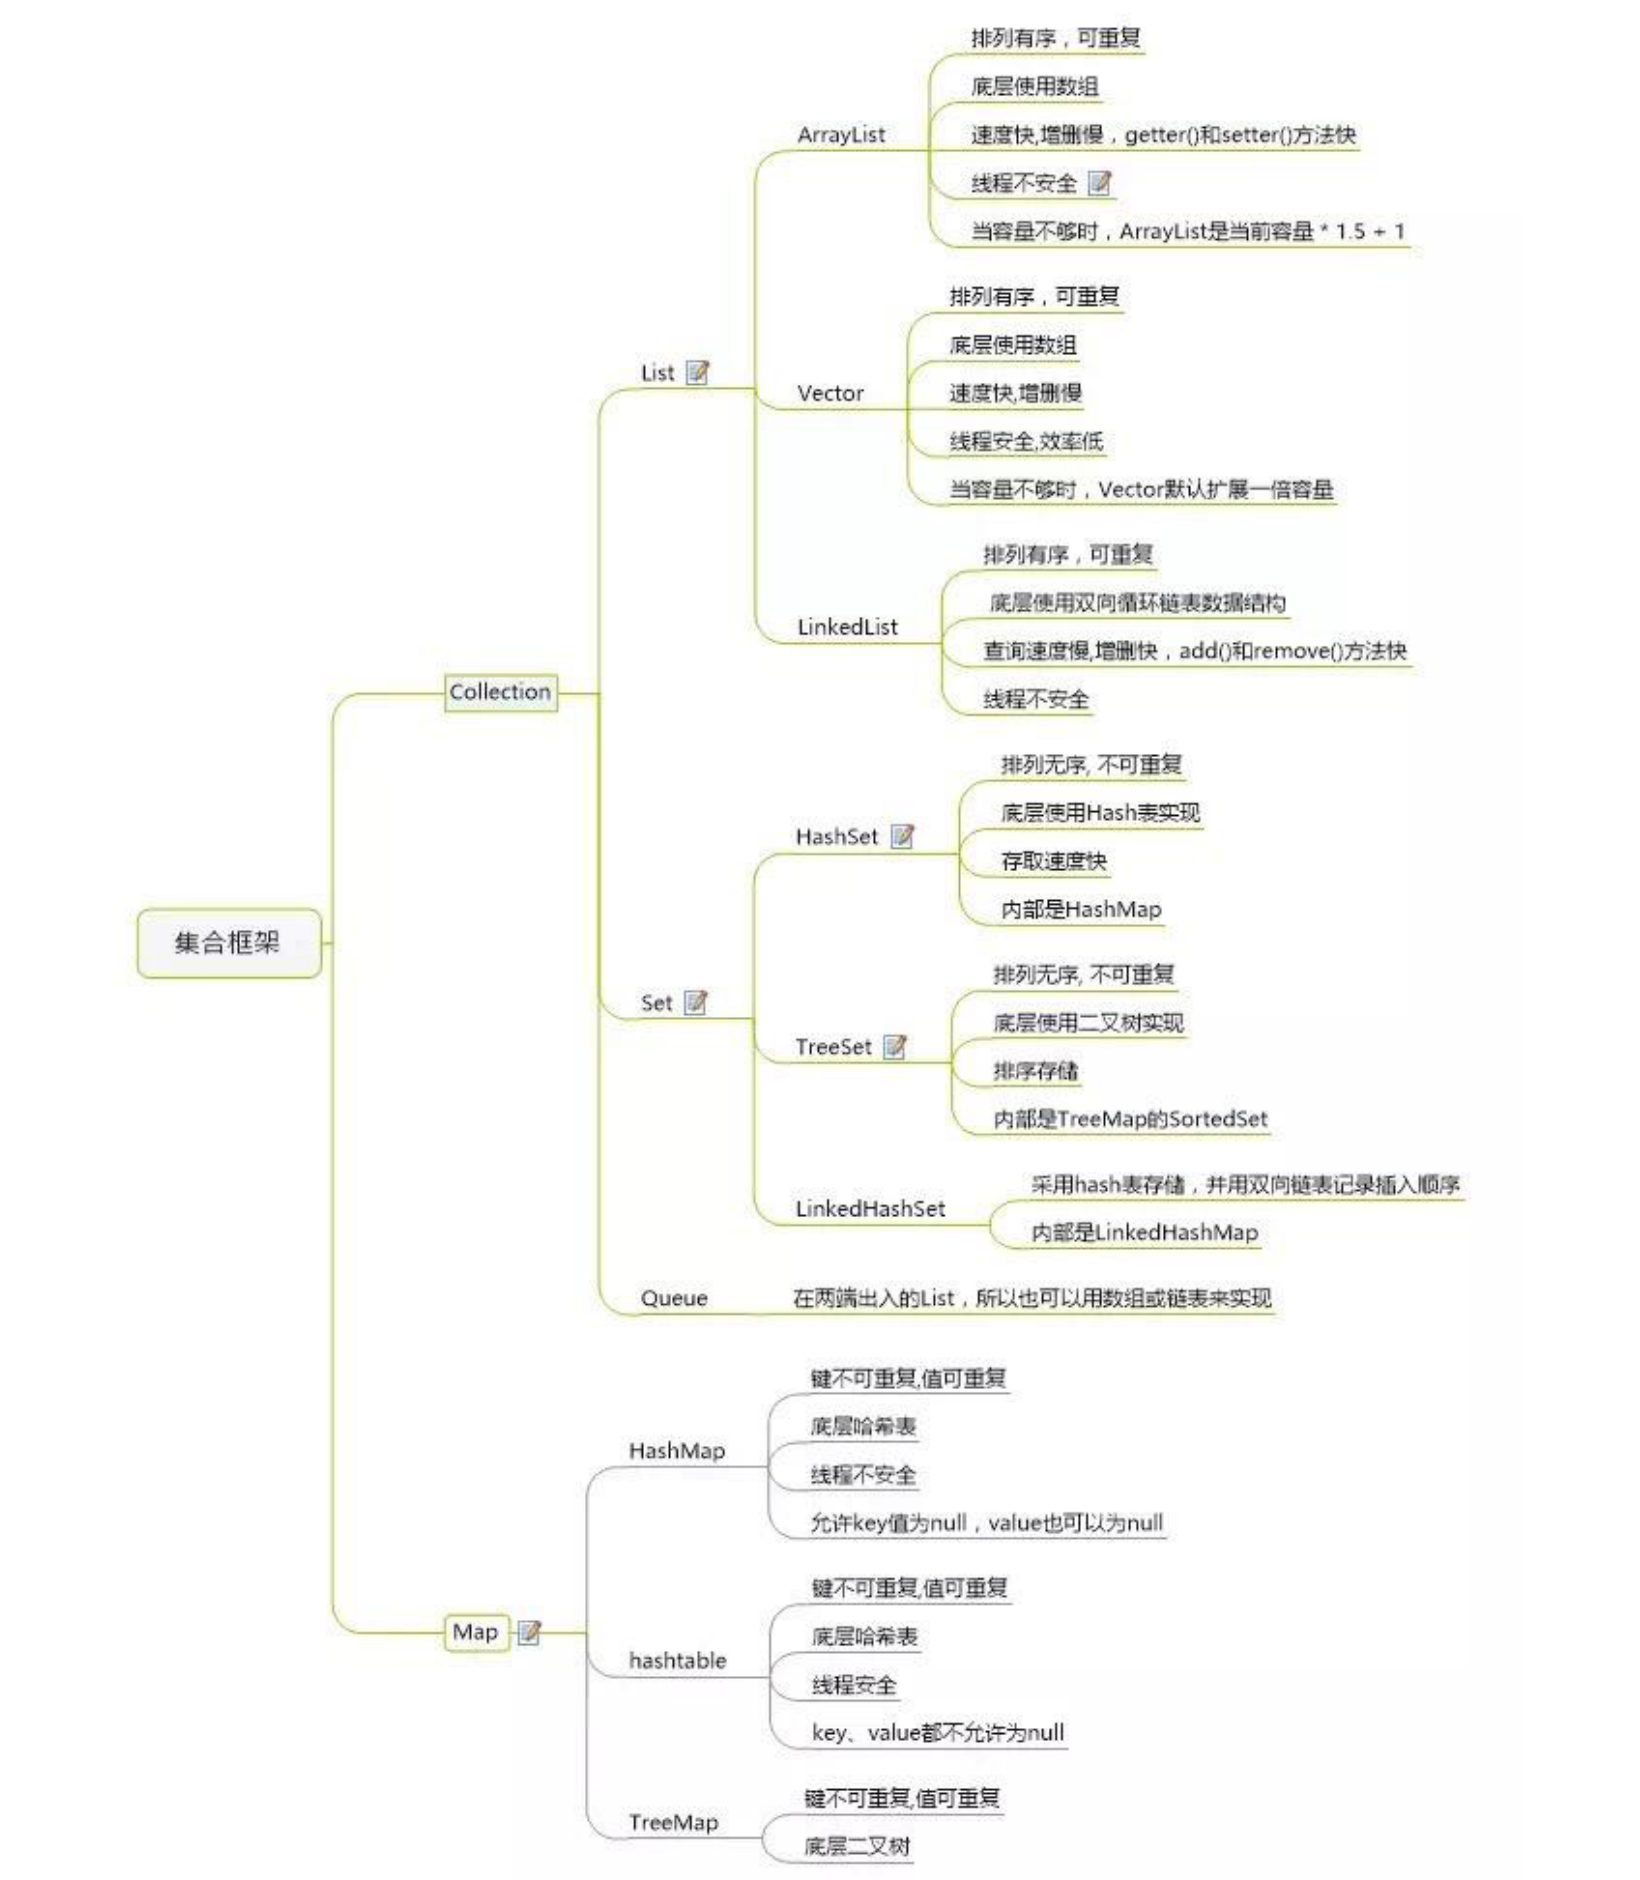 集合框架
Collection
List
ArrayList
排列有序，可重复
底层使用数组
速度快,增删慢，getter()和setter()方法快
线程不安全
当容量不够时，ArrayList是当前容量 * 1.5 + 1
Vector
排列有序，可重复
底层使用数组
速度快,增删慢
线程安全,效率低
当容量不够时，Vector默认扩展一倍容量
LinkedList
排列有序，可重复
底层使用双向循环链表数据结构
查询速度慢,增删快，add()和remove()方法快
线程不安全
Set
HashSet
排列无序, 不可重复
底层使用Hash表实现
存取速度快
内部是HashMap
TreeSet
排列无序, 不可重复
底层使用二叉树实现
排序存储
内部是TreeMap的SortedSet
LinkedHashSet
采用hash表存储，并用双向链表记录插入顺序
内部是LinkedHashMap
Queue
在两端出入的List，所以也可以用数组或链表来实现
Map
HashMap
键不可重复,值可重复
底层哈希表
线程不安全
允许key值为null，value也可以为null
hashtable
键不可重复,值可重复
底层哈希表
线程安全
key、value都不允许为null
TreeMap
键不可重复,值可重复
底层二叉树